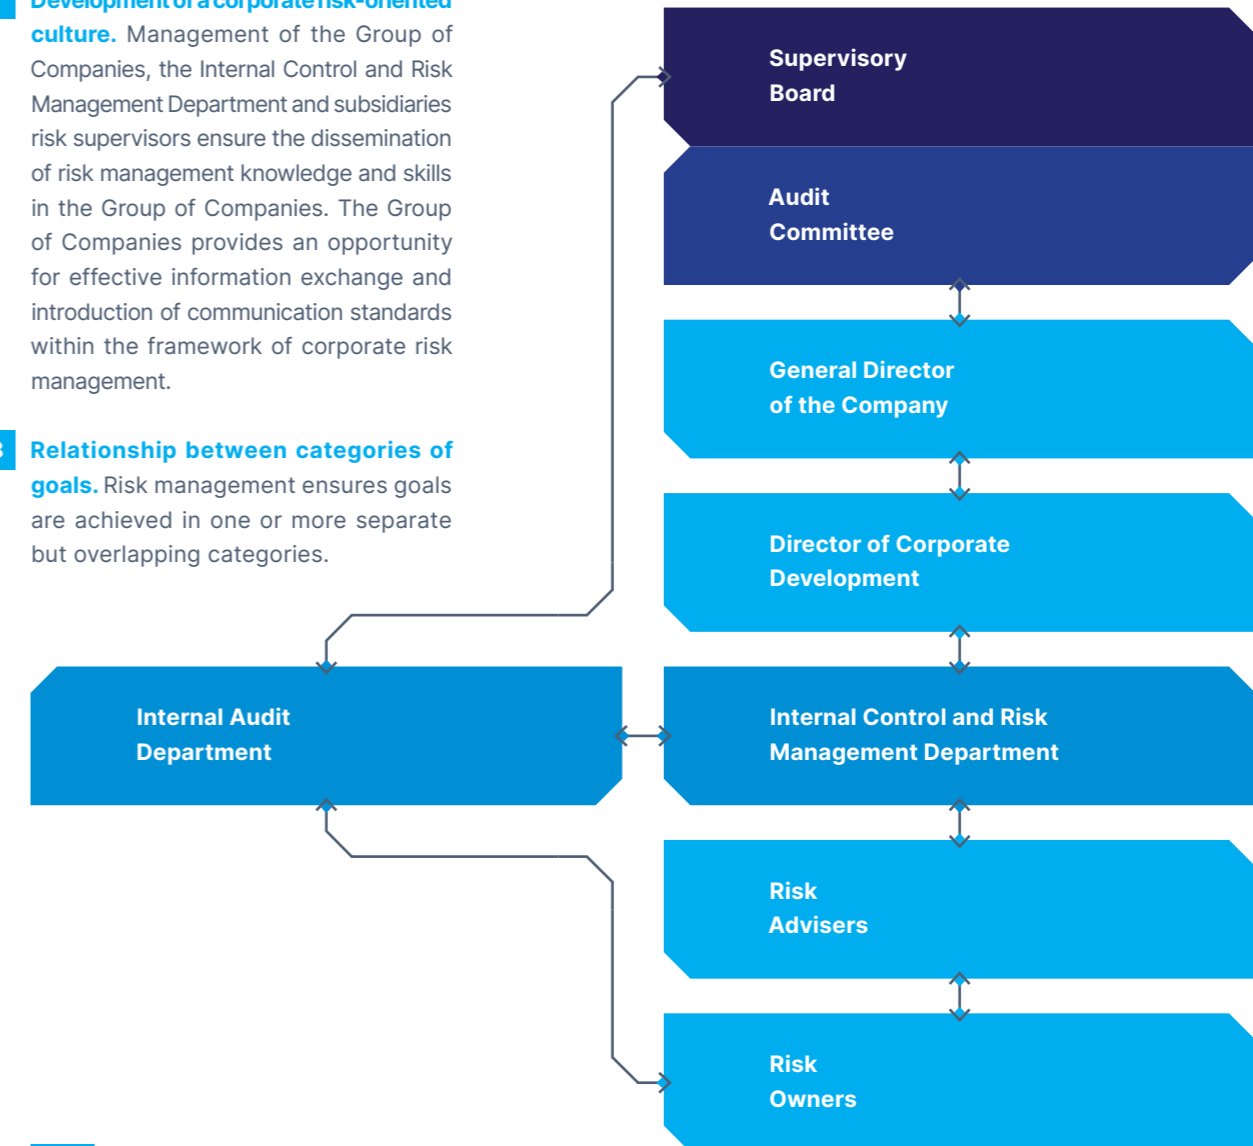 Development of a corporate risk-oriented
culture. Management of the Group of
Companies, the Internal Control and Risk
Management Department and subsidiaries
risk supervisors ensure the dissemination
of risk management knowledge and skills
in the Group of Companies. The Group
of Companies provides an opportunity
for effective information exchange and
introduction of communication standards
within the framework of corporate risk
management.
Relationship between categories of
goals. Risk management ensures goals
are achieved in one or more separate
but overlapping categories.
Supervisory
Board
Audit
Committee
General Director
of the Company
Director of Corporate
Development
Internal Audit
Department
Internal Control and Risk
Management Department
Risk
Advisers
Risk
Owners